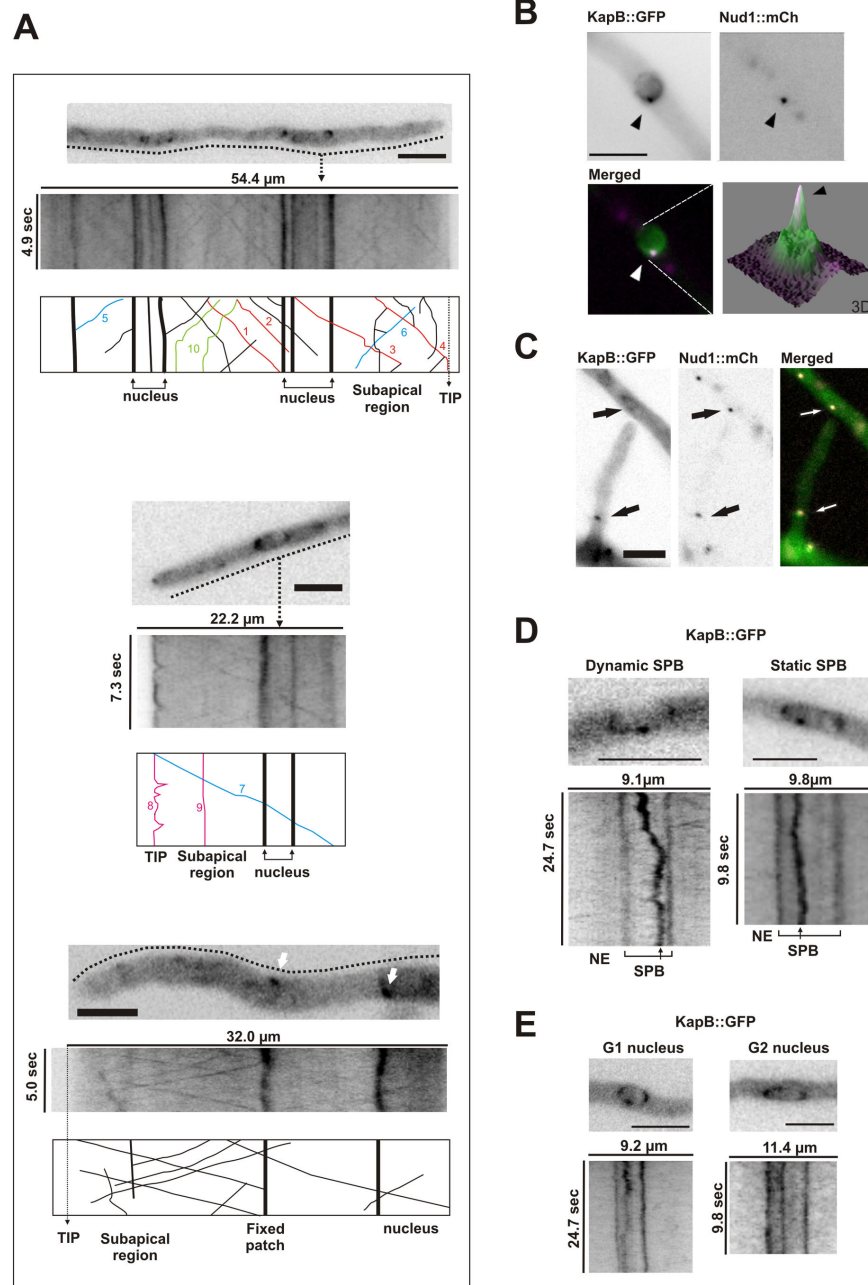 A
54.4 µm
4.9 sec
5
10
1
2
3
6
4
nucleus
nucleus
Subapical
region
TIP
22.2 µm
7.3 sec
8
9
7
TIP
Subapical
region
nucleus
32.0 µm
5.0 sec
TIP
Subapical
region
Fixed
patch
nucleus
B
KapB::GFP
Nud1::mCh
Merged
3D
C
KapB::GFP
Nud1::mCh
Merged
D
KapB::GFP
Dynamic SPB
Static SPB
9.1µm
9.8µm
24.7 sec
9.8 sec
NE
SPB
NE
SPB
E
KapB::GFP
G1 nucleus
G2 nucleus
9.2 µm
11.4 µm
24.7 sec
9.8 sec